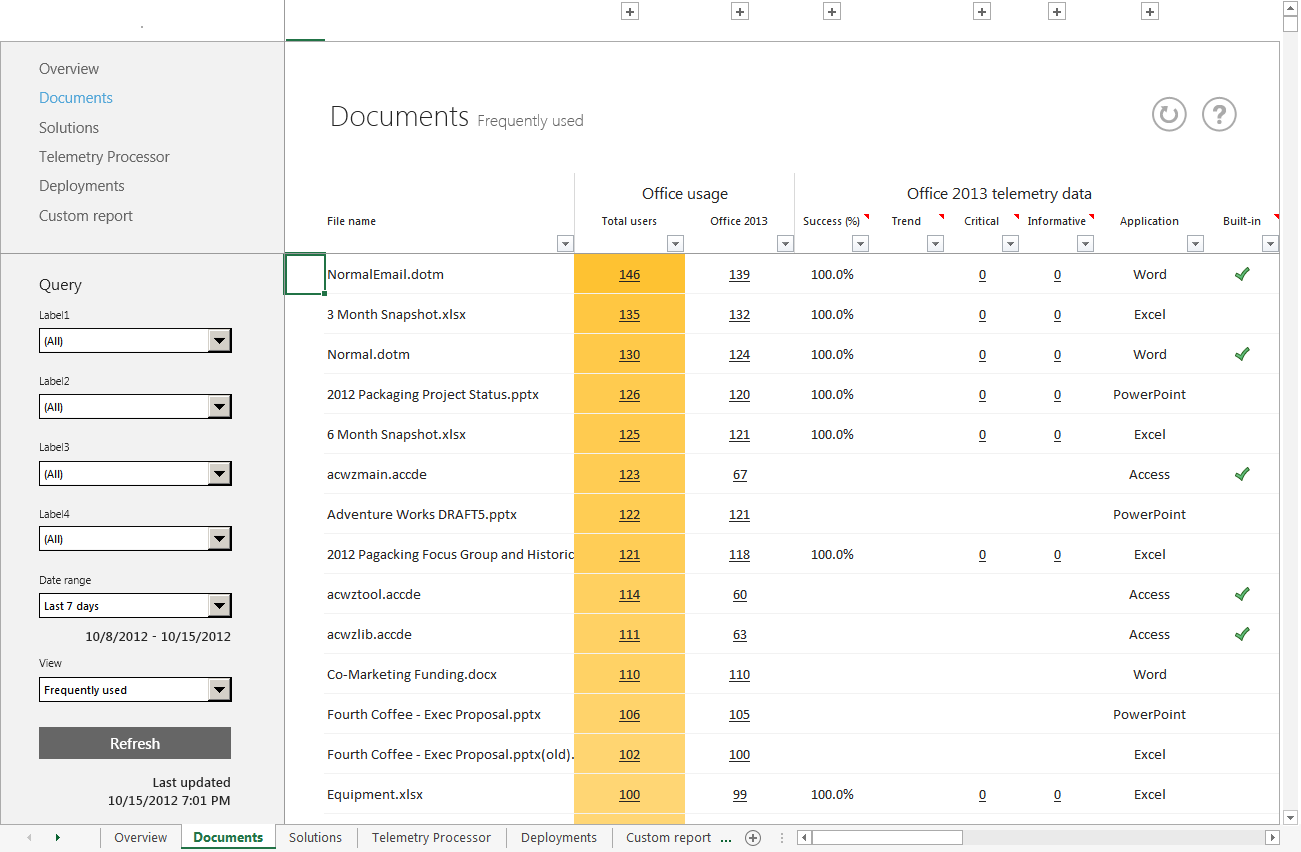 Overview
Documents
Solutions
Telemetry Processor
Deployments
Custom report
Query
Label1
(All)
Label2
(All)
Label3
(All)
Label4
(All)
Date range
Last 7 days
10/8/2012 - 10/15/2012
View
Frequently used
Refresh
Last updated
10/15/2012 7:01 PM
Documents Frequently used
Office usage Office 2013 telemetry data
File name Total users Office 2013 Success (%) Trend Critical Informative Application Built-in
NormalEmail.dotm 146 139 100.0% 0 0 Word
3 Month Snapshot.xlsx 135 132 100.0% 0 0 Excel
Normal.dotm 130 124 100.0% 0 0 Word
2012 Packaging Project Status.pptx 126 120 100.0% 0 0 PowerPoint
6 Month Snapshot.xlsx 125 121 100.0% 0 0 Excel
acwzmain.accde 123 67 Access
Adventure Works DRAFT5.pptx 122 121 PowerPoint
2012 Pagacking Focus Group and Historic 121 118 100.0% 0 0 Excel
acwztool.accde 114 60 Access
acwzlib.accde 111 63 Access
Co-Marketing Funding.docx 110 110 Word
Fourth Coffee - Exec Proposal.pptx 106 105 PowerPoint
Fourth Coffee - Exec Proposal.pptx(old). 102 100 Excel
Equipment.xlsx 100 99 100.0% 0 0 Excel
Overview Documents Solutions Telemetry Processor Deployments Custom report ...